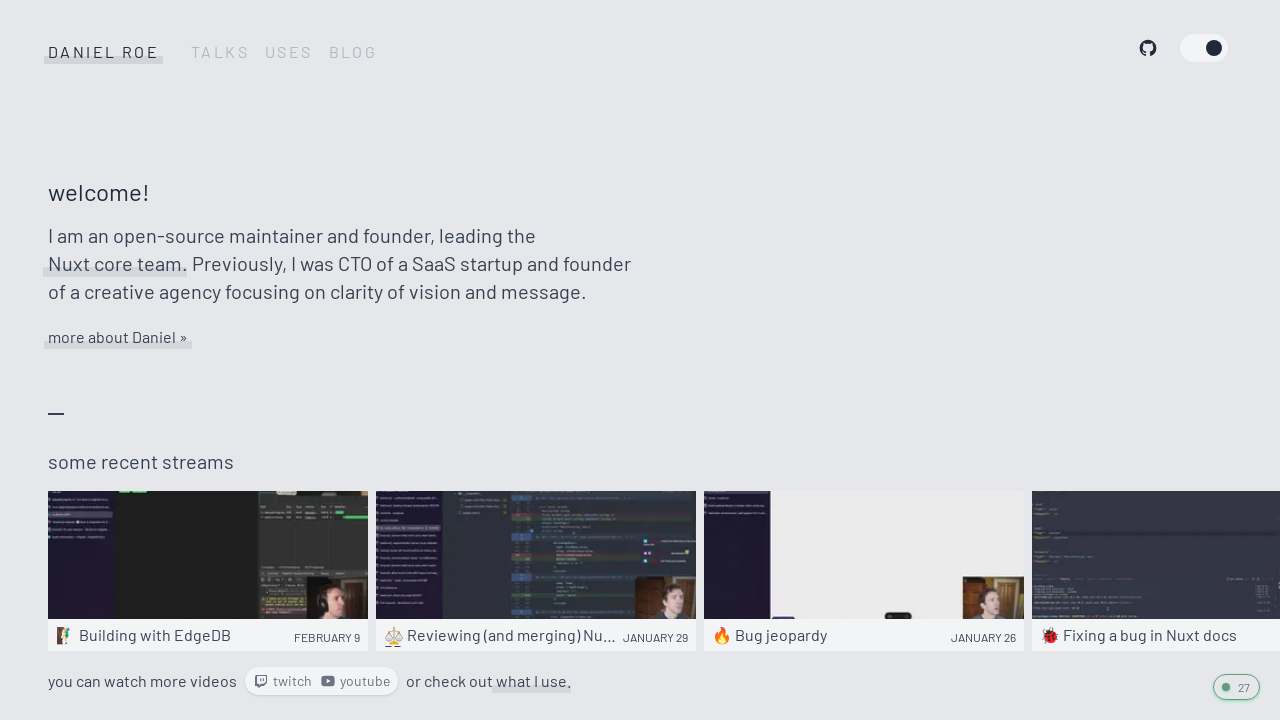 DANIEL ROE TALKS USES BLOG
welcome!
I am an open-source maintainer and founder, leading the
Nuxt core team. Previously, I was CTO of a SaaS startup and founder
of a creative agency focusing on clarity of vision and message.
more about Daniel »
some recent streams
🧗 Building with EdgeDB FEBRUARY 9
⚖️ Reviewing (and merging) Nu... JANUARY 29
🔥 Bug jeopardy JANUARY 26
🐞 Fixing a bug in Nuxt docs
you can watch more videos twitch youtube or check out what I use.
27